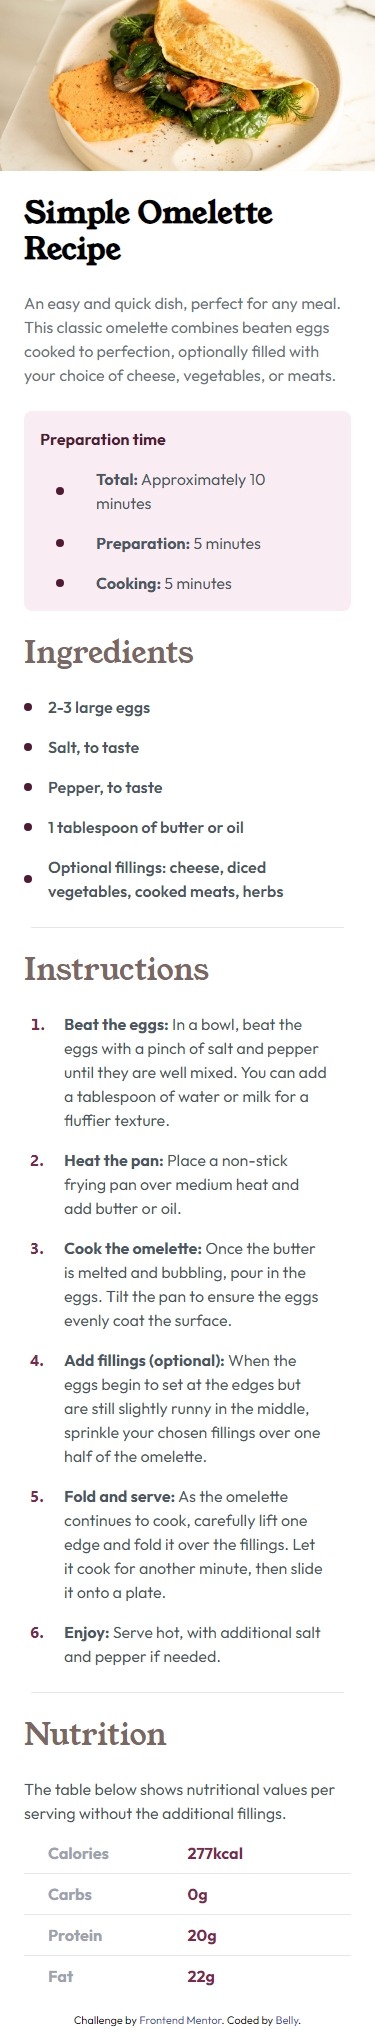 Simple Omelette
Recipe
An easy and quick dish, perfect for any meal.
This classic omelette combines beaten eggs
cooked to perfection, optionally filled with
your choice of cheese, vegetables, or meats.
Preparation time
Total: Approximately 10
minutes
Preparation: 5 minutes
Cooking: 5 minutes
Ingredients
2-3 large eggs
Salt, to taste
Pepper, to taste
1 tablespoon of butter or oil
Optional fillings: cheese, diced
vegetables, cooked meats, herbs
Instructions
1. Beat the eggs: In a bowl, beat the
eggs with a pinch of salt and pepper
until they are well mixed. You can add
a tablespoon of water or milk for a
fluffier texture.
2. Heat the pan: Place a non-stick
frying pan over medium heat and
add butter or oil.
3. Cook the omelette: Once the butter
is melted and bubbling, pour in the
eggs. Tilt the pan to ensure the eggs
evenly coat the surface.
4. Add fillings (optional): When the
eggs begin to set at the edges but
are still slightly runny in the middle,
sprinkle your chosen fillings over one
half of the omelette.
5. Fold and serve: As the omelette
continues to cook, carefully lift one
edge and fold it over the fillings. Let
it cook for another minute, then slide
it onto a plate.
6. Enjoy: Serve hot, with additional salt
and pepper if needed.
Nutrition
The table below shows nutritional values per
serving without the additional fillings.
Calories 277kcal
Carbs 0g
Protein 20g
Fat 22g
Challenge by Frontend Mentor. Coded by Belly.